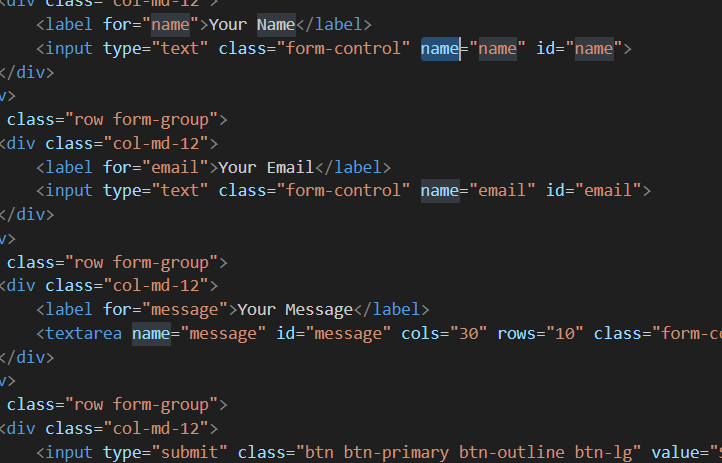 <div class="col-md-12">
<label for="name">Your Name</label>
<input type="text" class="form-control" name="name" id="name">
</div>
v>
class="row form-group">
<div class="col-md-12">
<label for="email">Your Email</label>
<input type="text" class="form-control" name="email" id="email">
</div>
v>
class="row form-group">
<div class="col-md-12">
<label for="message">Your Message</label>
<textarea name="message" id="message" cols="30" rows="10" class="form-co
</div>
v>
class="row form-group">
<div class="col-md-12">
<input type="submit" class="btn btn-primary btn-outline btn-lg" value="